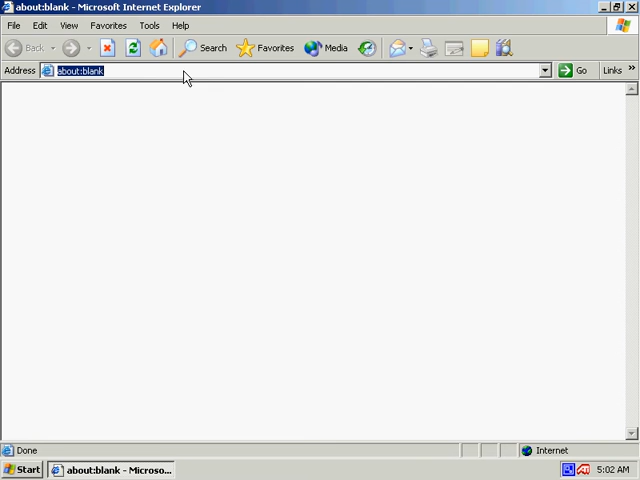 about:blank - Microsoft Internet Explorer
File Edit View Favorites Tools Help
Back Search Favorites Media
Address about:blank Go Links »
Done Internet
Start about:blank - Microso... 5:02 AM